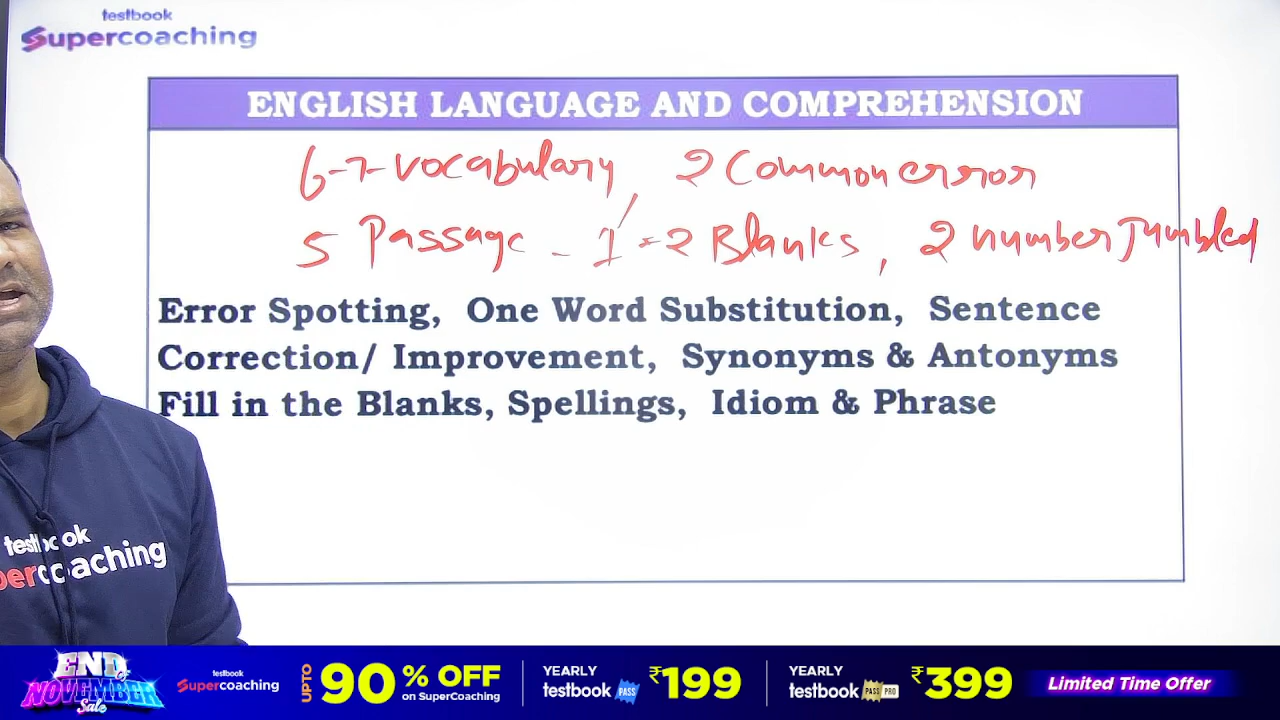 testbook
Supercoaching
ENGLISH LANGUAGE AND COMPREHENSION
6-7-vocabulary, 2 Common error
5 Passage - 1-2 Blanks, 2 number Jumbled
Error Spotting, One Word Substitution, Sentence
Correction/ Improvement, Synonyms & Antonyms
Fill in the Blanks, Spellings, Idiom & Phrase
testbook
percoaching
END OF NOVEMBER Sale
testbook
Supercoaching
UPTO 90% OFF
on SuperCoaching
YEARLY
testbook PASS
₹199
YEARLY
testbook PASS PRO
₹399
Limited Time Offer